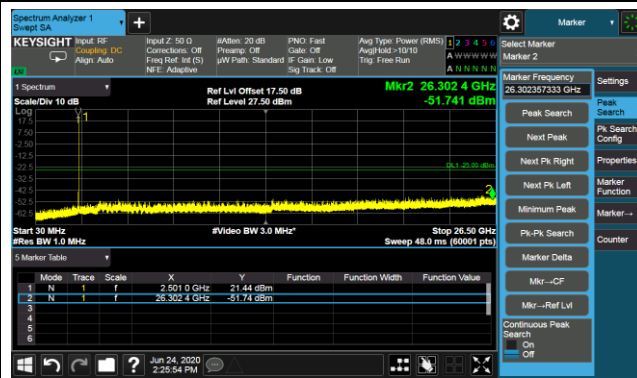 Spectrum Analyzer 1
Swept SA
+
Marker
KEYSIGHT
Input: RF
Coupling: DC
Align: Auto
Input Z: 50 Ω
Corrections: Off
Freq Ref: Int (S)
NFE: Adaptive
#Atten: 20 dB
Preamp: Off
µW Path: Standard
PNO: Fast
Gate: Off
IF Gain: Low
Sig Track: Off
Avg Type: Power (RMS)
Avg|Hold:>10/10
Trig: Free Run
1 2 3 4 5 6
A W W W W W
A N N N N N
Select Marker
Marker 2
1 Spectrum
Scale/Div 10 dB
Ref Lvl Offset 17.50 dB
Ref Level 27.50 dBm
Mkr2 26.302 4 GHz
-51.741 dBm
Log
17.5
7.50
-2.50
-12.5
-22.5
-32.5
-42.5
-52.5
-62.5
1
DL1 -25.00 dBm
2
Start 30 MHz
#Res BW 1.0 MHz
#Video BW 3.0 MHz*
Stop 26.50 GHz
Sweep 48.0 ms (60001 pts)
5 Marker Table
Mode Trace Scale X Y Function Function Width Function Value
1 N 1 f 2.501 0 GHz 21.44 dBm
2 N 1 f 26.302 4 GHz -51.74 dBm
3
4
5
6
Marker Frequency
26.302357333 GHz
Peak Search
Next Peak
Next Pk Right
Next Pk Left
Minimum Peak
Pk-Pk Search
Marker Delta
Mkr→CF
Mkr→Ref Lvl
Continuous Peak
Search
On
Off
Settings
Peak
Search
Pk Search
Config
Properties
Marker
Function
Marker→
Counter
?
Jun 24, 2020
2:25:54 PM